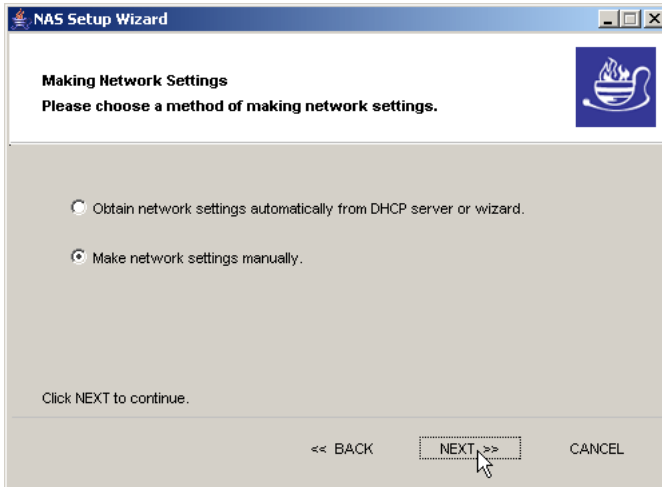 NAS Setup Wizard
Making Network Settings
Please choose a method of making network settings.
Obtain network settings automatically from DHCP server or wizard.
Make network settings manually.
Click NEXT to continue.
<< BACK NEXT >> CANCEL